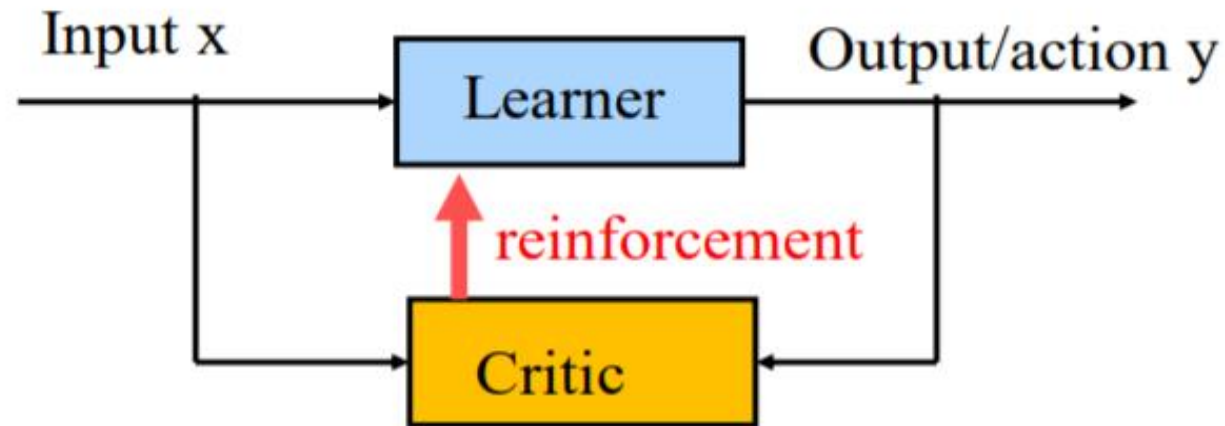 Input x
Output/action y
Learner
reinforcement
Critic